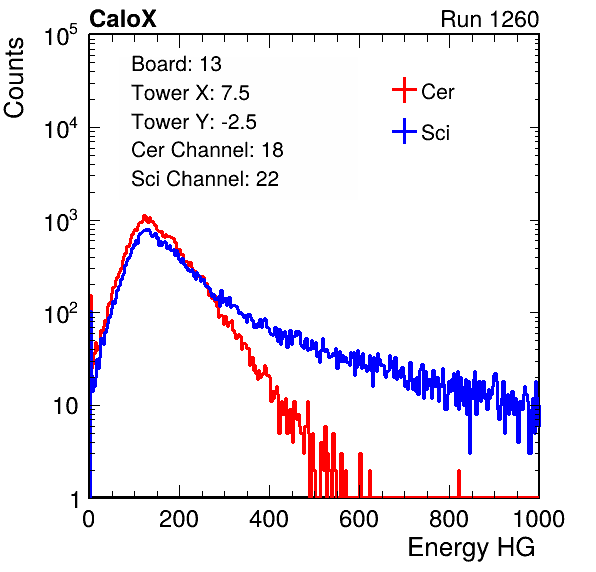 CaloX Run 1260
Counts
Board: 13
Tower X: 7.5
Tower Y: -2.5
Cer Channel: 18
Sci Channel: 22
Cer
Sci
10^5
10^4
10^3
10^2
10
1
0 200 400 600 800 1000
Energy HG